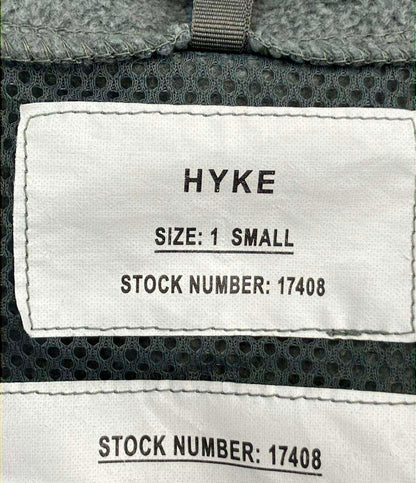 HYKE
SIZE: 1 SMALL
STOCK NUMBER: 17408
STOCK NUMBER: 17408